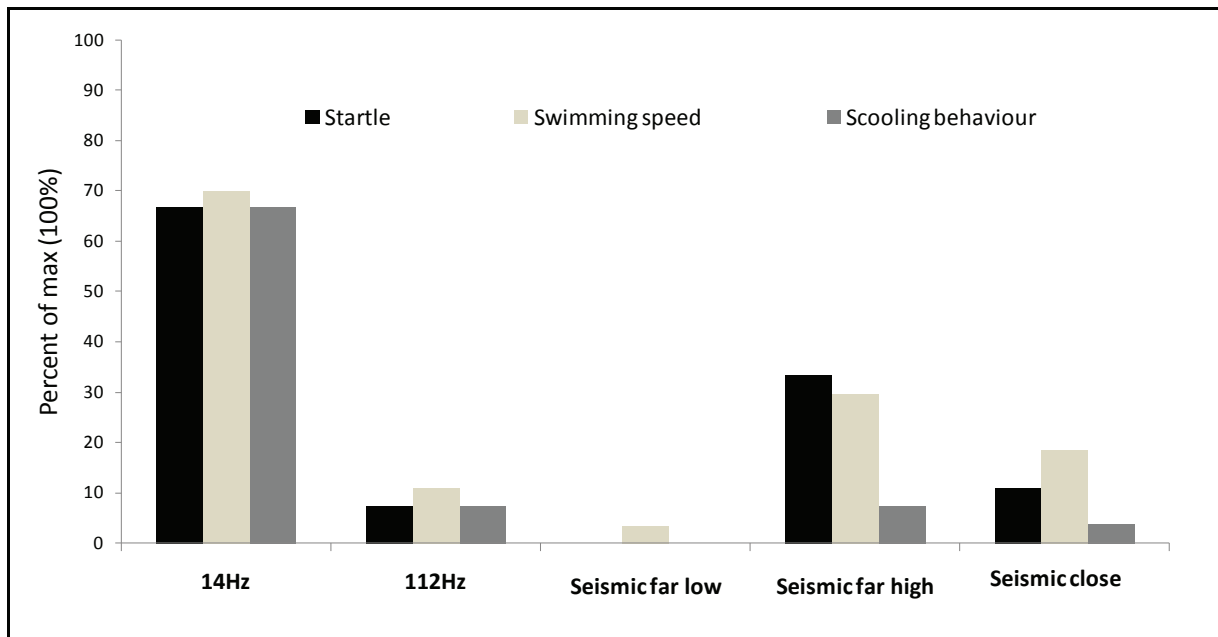 100
90
80
70
60
50
40
30
20
10
0
Percent of max (100%)
Startle
Swimming speed
Scooling behaviour
14Hz
112Hz
Seismic far low
Seismic far high
Seismic close